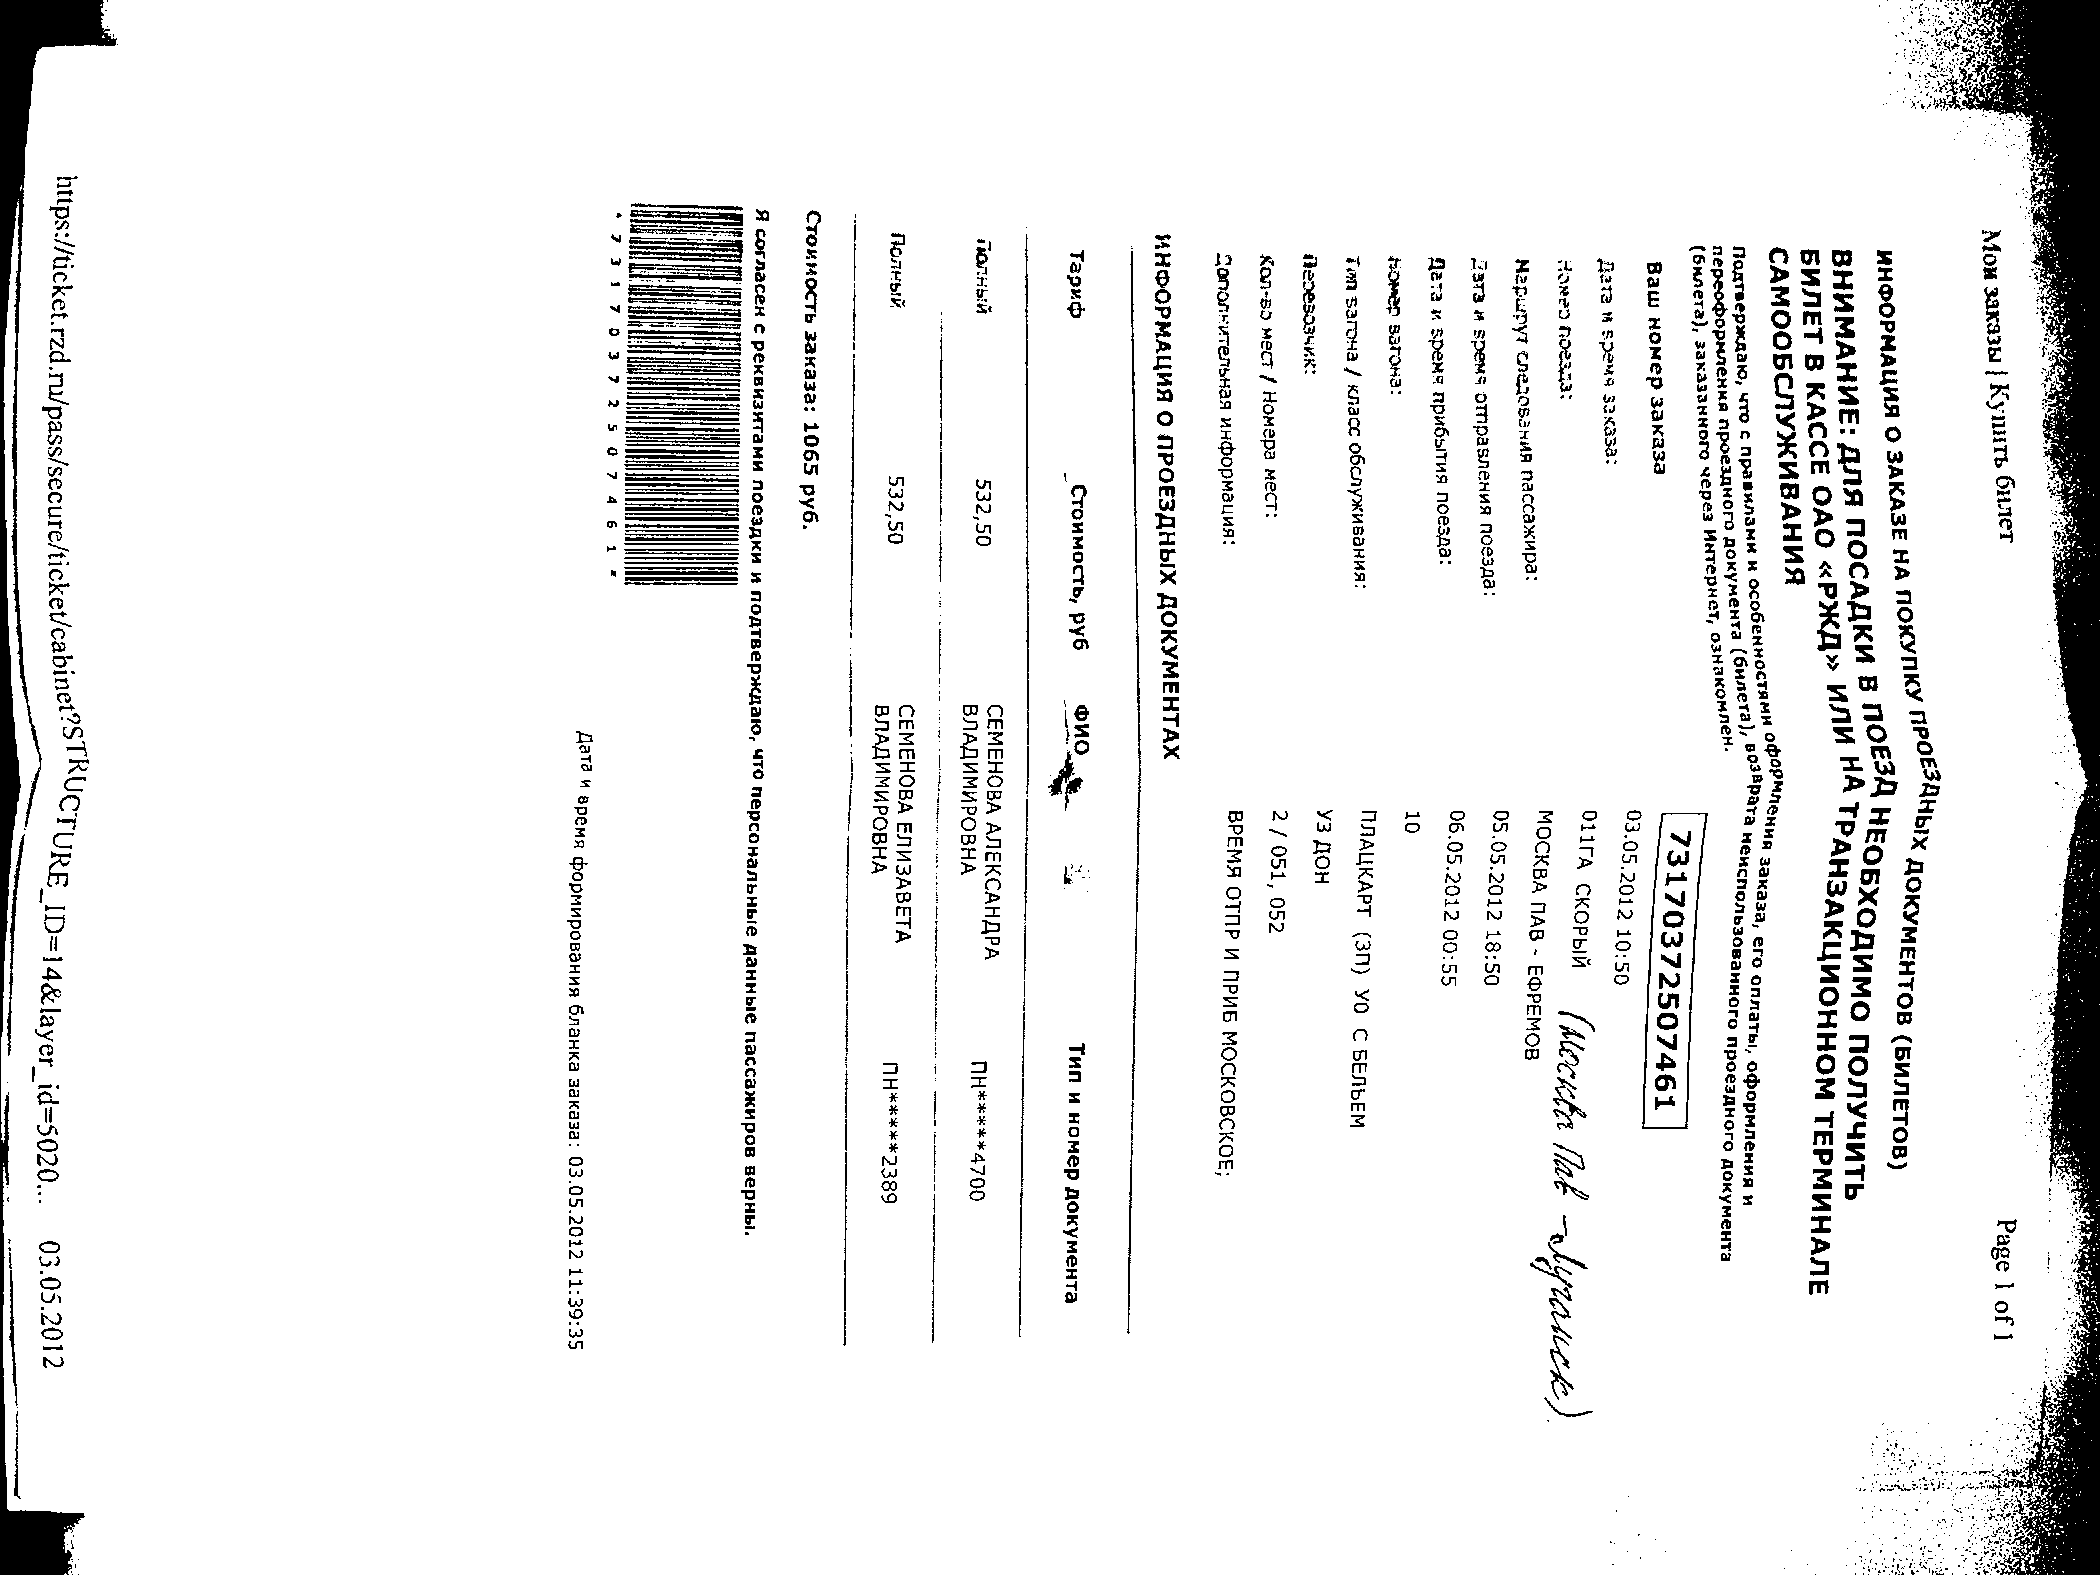 Мои заказы | Купить билет
Page 1 of 1
ИНФОРМАЦИЯ О ЗАКАЗЕ НА ПОКУПКУ ПРОЕЗДНЫХ ДОКУМЕНТОВ (БИЛЕТОВ)
ВНИМАНИЕ: ДЛЯ ПОСАДКИ В ПОЕЗД НЕОБХОДИМО ПОЛУЧИТЬ
БИЛЕТ В КАССЕ ОАО «РЖД» ИЛИ НА ТРАНЗАКЦИОННОМ ТЕРМИНАЛЕ
САМООБСЛУЖИВАНИЯ
Подтверждаю, что с правилами и особенностями оформления заказа, его оплаты, оформления и
переоформления проездного документа (билета), возврата неиспользованного проездного документа
(билета), заказанного через Интернет, ознакомлен.
Ваш номер заказа 73170372507461
Дата и время заказа: 03.05.2012 10:50
Номер поезда: 011ГА СКОРЫЙ (Москва Пав - Луганск)
Маршрут следования пассажира: МОСКВА ПАВ - ЕФРЕМОВ
Дата и время отправления поезда: 05.05.2012 18:50
Дата и время прибытия поезда: 06.05.2012 00:55
Номер вагона: 10
Тип вагона / класс обслуживания: ПЛАЦКАРТ (3П) У0 С БЕЛЬЕМ
Перевозчик: УЗ ДОН
Кол-во мест / Номера мест: 2 / 051, 052
Дополнительная информация: ВРЕМЯ ОТПР И ПРИБ МОСКОВСКОЕ;
ИНФОРМАЦИЯ О ПРОЕЗДНЫХ ДОКУМЕНТАХ
Тариф Стоимость, руб ФИО Тип и номер документа
Полный 532,50 СЕМЕНОВА АЛЕКСАНДРА ПН*****4700
ВЛАДИМИРОВНА
Полный 532,50 СЕМЕНОВА ЕЛИЗАВЕТА ПН*****2389
ВЛАДИМИРОВНА
Стоимость заказа: 1065 руб.
Я согласен с реквизитами поездки и подтверждаю, что персональные данные пассажиров верны.
* 7 3 1 7 0 3 7 2 5 0 7 4 6 1 *
Дата и время формирования бланка заказа: 03.05.2012 11:39:35
https://ticket.rzd.ru/pass/secure/ticket/cabinet?STRUCTURE_ID=14&layer_id=5020... 03.05.2012